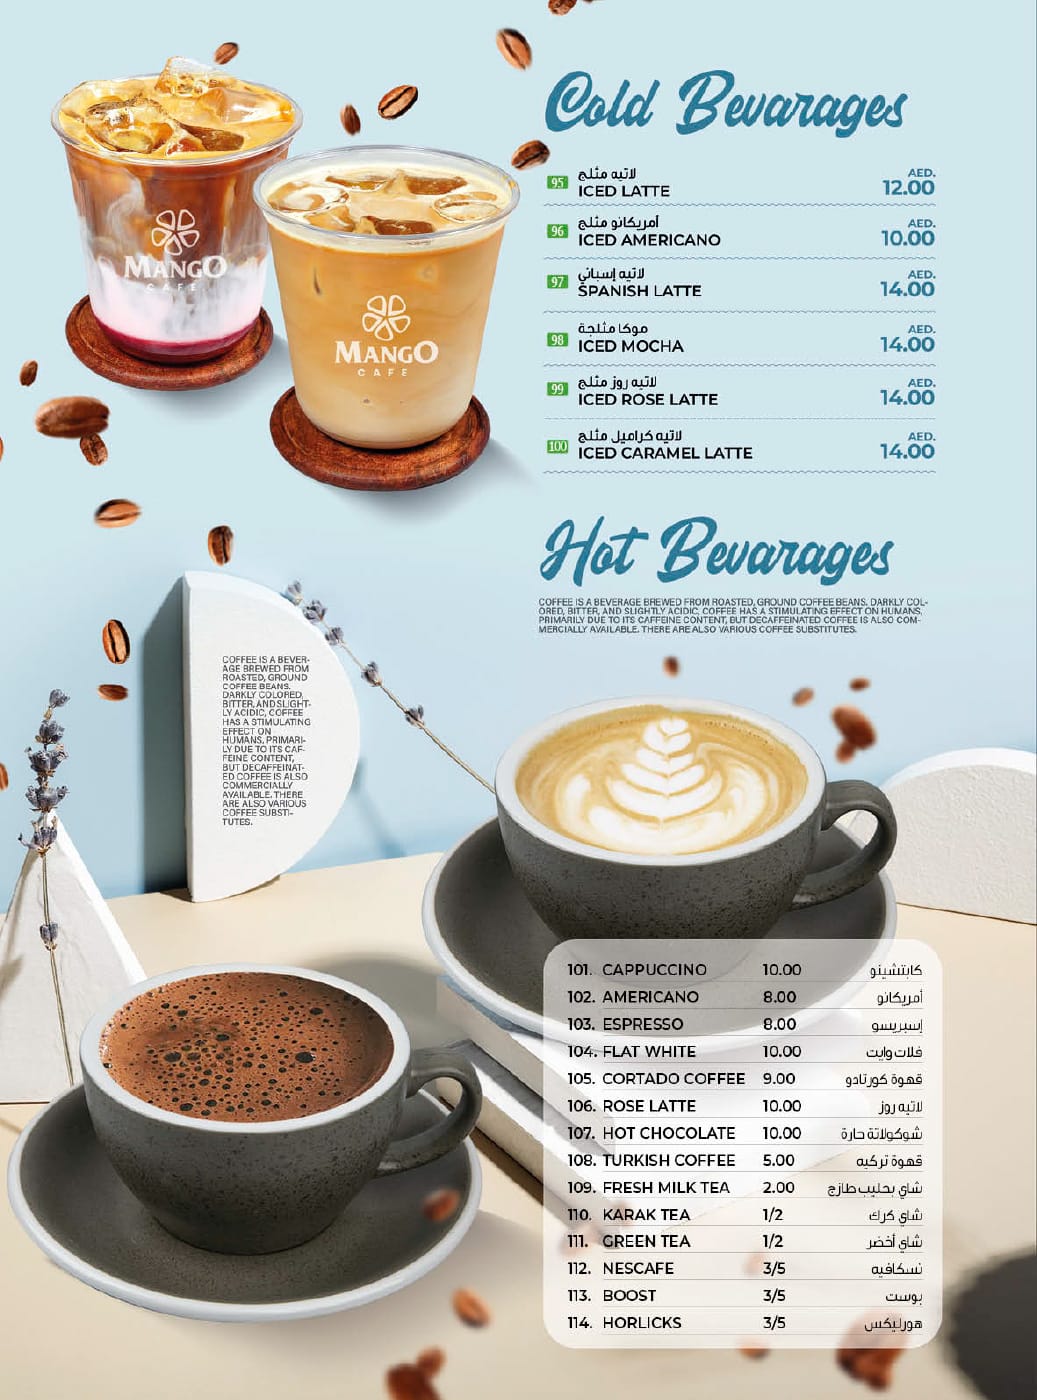 MANGO
CAFE
MANGO
CAFE
Cold Bevarages
95
لاتيه مثلج
ICED LATTE
AED.
12.00
96
أمريكانو مثلج
ICED AMERICANO
AED.
10.00
97
لاتيه إسباني
SPANISH LATTE
AED.
14.00
98
موكا مثلجة
ICED MOCHA
AED.
14.00
99
لاتيه روز مثلج
ICED ROSE LATTE
AED.
14.00
100
لاتيه كراميل مثلج
ICED CARAMEL LATTE
AED.
14.00
Hot Bevarages
COFFEE IS A BEVERAGE BREWED FROM ROASTED, GROUND COFFEE BEANS. DARKLY COL-
ORED, BITTER, AND SLIGHTLY ACIDIC, COFFEE HAS A STIMULATING EFFECT ON HUMANS,
PRIMARILY DUE TO ITS CAFFEINE CONTENT, BUT DECAFFEINATED COFFEE IS ALSO COM-
MERCIALLY AVAILABLE. THERE ARE ALSO VARIOUS COFFEE SUBSTITUTES.
COFFEE IS A BEVER-
AGE BREWED FROM
ROASTED, GROUND
COFFEE BEANS.
DARKLY COLORED,
BITTER, AND SLIGHT-
LY ACIDIC, COFFEE
HAS A STIMULATING
EFFECT ON
HUMANS, PRIMARI-
LY DUE TO ITS CAF-
FEINE CONTENT,
BUT DECAFFEINAT-
ED COFFEE IS ALSO
COMMERCIALLY
AVAILABLE. THERE
ARE ALSO VARIOUS
COFFEE SUBSTI-
TUTES.
101. CAPPUCCINO 10.00 كابتشينو
102. AMERICANO 8.00 أمريكانو
103. ESPRESSO 8.00 إسبريسو
104. FLAT WHITE 10.00 فلات وايت
105. CORTADO COFFEE 9.00 قهوة كورتادو
106. ROSE LATTE 10.00 لاتيه روز
107. HOT CHOCOLATE 10.00 شوكولاتة حارة
108. TURKISH COFFEE 5.00 قهوة تركيه
109. FRESH MILK TEA 2.00 شاي بحليب طازج
110. KARAK TEA 1/2 شاي كرك
111. GREEN TEA 1/2 شاي أخضر
112. NESCAFE 3/5 نسكافيه
113. BOOST 3/5 بوست
114. HORLICKS 3/5 هورليكس